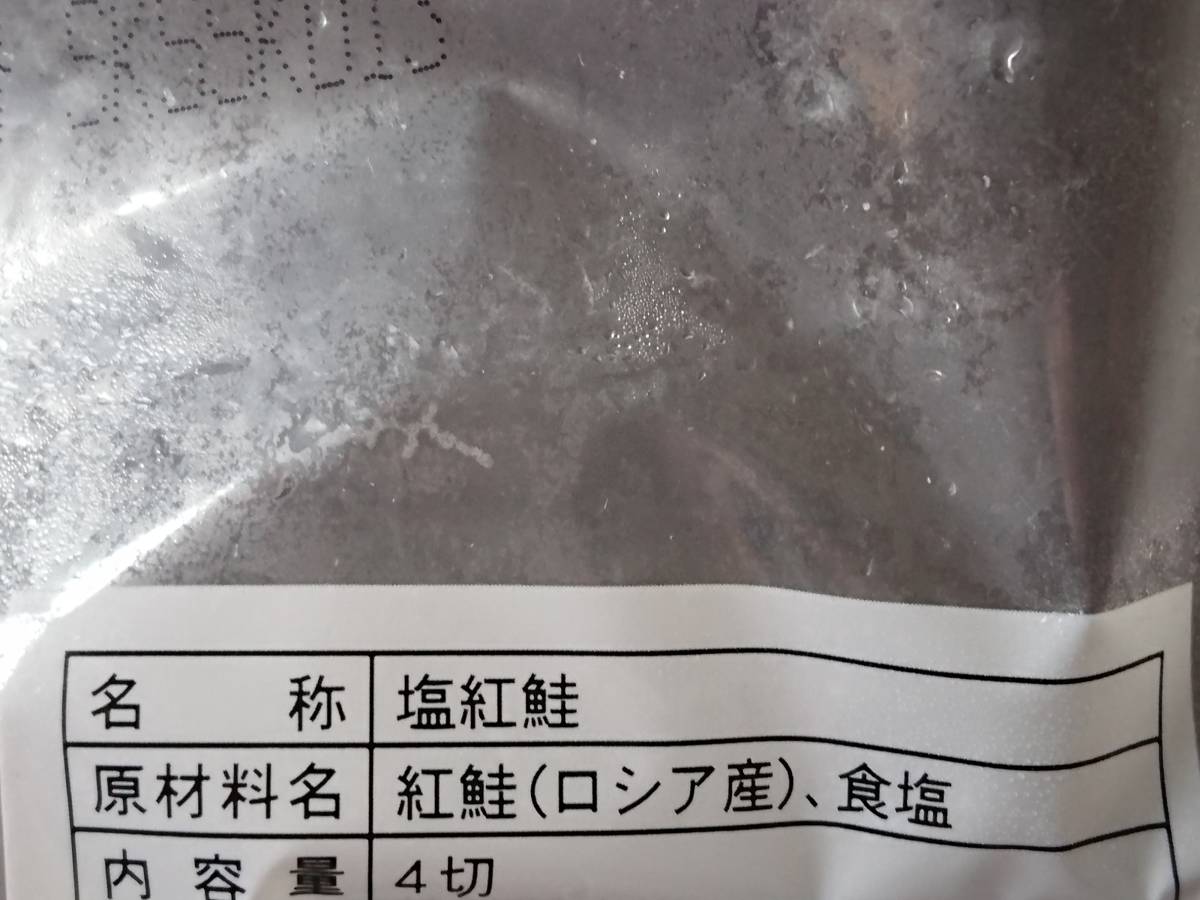 名称 塩紅鮭
原材料名 紅鮭(ロシア産)、食塩
内容量 4切